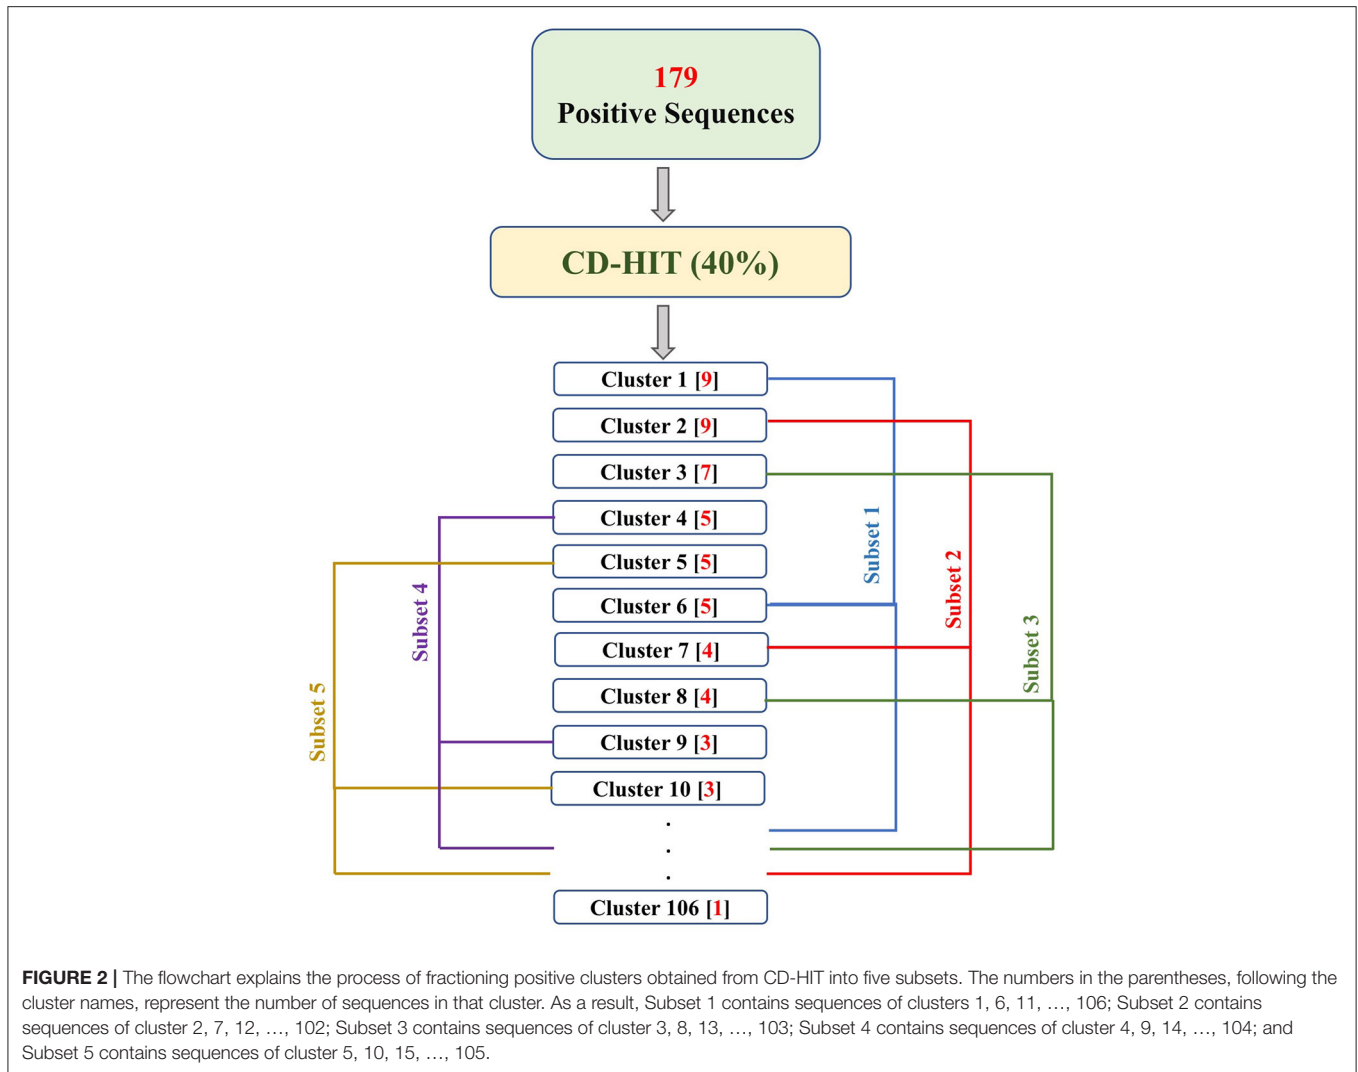 179
Positive Sequences
CD-HIT (40%)
Cluster 1 [9]
Cluster 2 [9]
Cluster 3 [7]
Cluster 4 [5]
Cluster 5 [5]
Cluster 6 [5]
Cluster 7 [4]
Cluster 8 [4]
Cluster 9 [3]
Cluster 10 [3]
.
.
.
Cluster 106 [1]
Subset 1
Subset 2
Subset 3
Subset 4
Subset 5
FIGURE 2 | The flowchart explains the process of fractioning positive clusters obtained from CD-HIT into five subsets. The numbers in the parentheses, following the
cluster names, represent the number of sequences in that cluster. As a result, Subset 1 contains sequences of clusters 1, 6, 11, …, 106; Subset 2 contains
sequences of cluster 2, 7, 12, …, 102; Subset 3 contains sequences of cluster 3, 8, 13, …, 103; Subset 4 contains sequences of cluster 4, 9, 14, …, 104; and
Subset 5 contains sequences of cluster 5, 10, 15, …, 105.